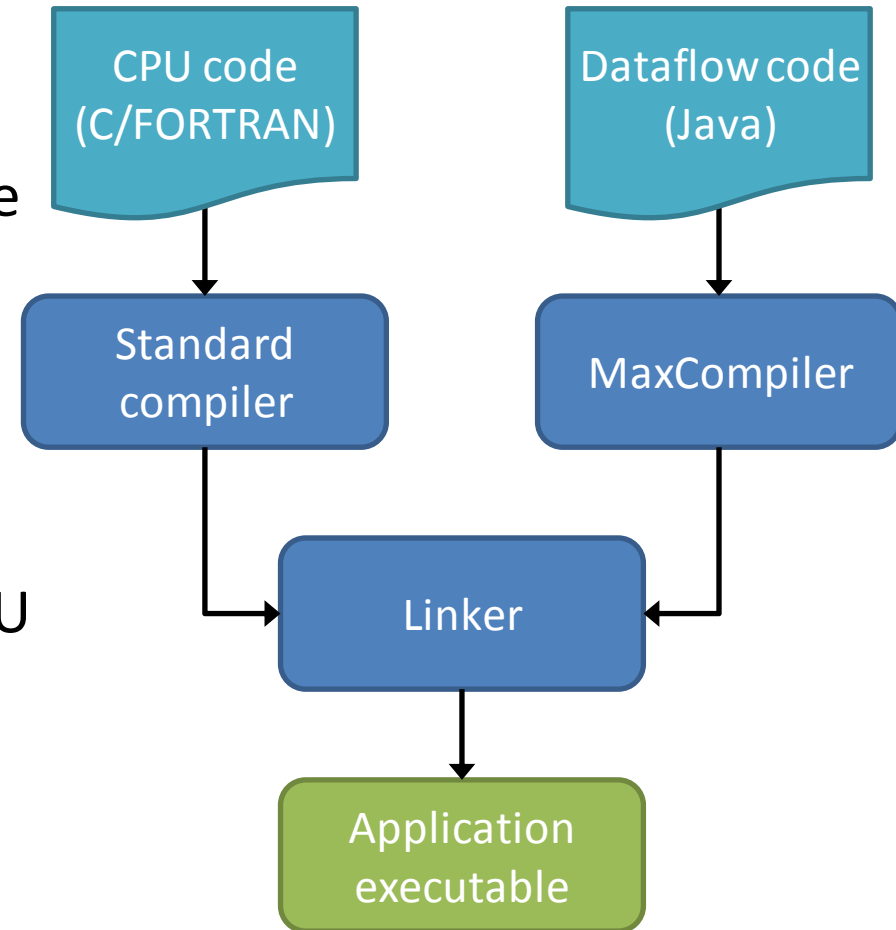 CPU code
(C/FORTRAN)
Dataflow code
(Java)
e
Standard
compiler
MaxCompiler
U
Linker
Application
executable